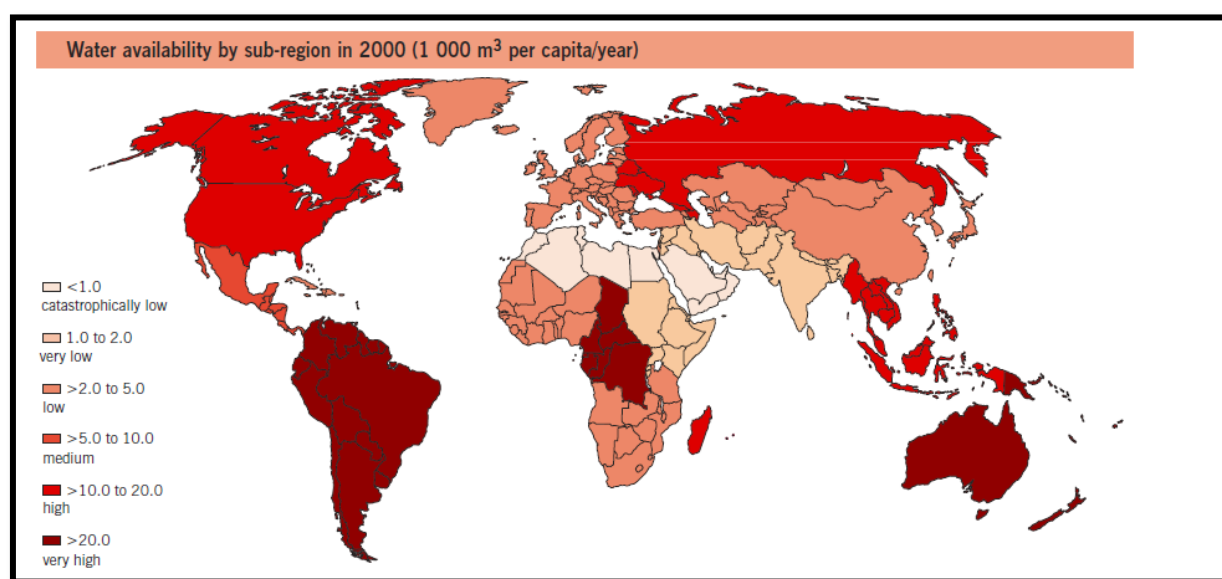 Water availability by sub-region in 2000 (1 000 m³ per capita/year)
<1.0
catastrophically low
1.0 to 2.0
very low
>2.0 to 5.0
low
>5.0 to 10.0
medium
>10.0 to 20.0
high
>20.0
very high